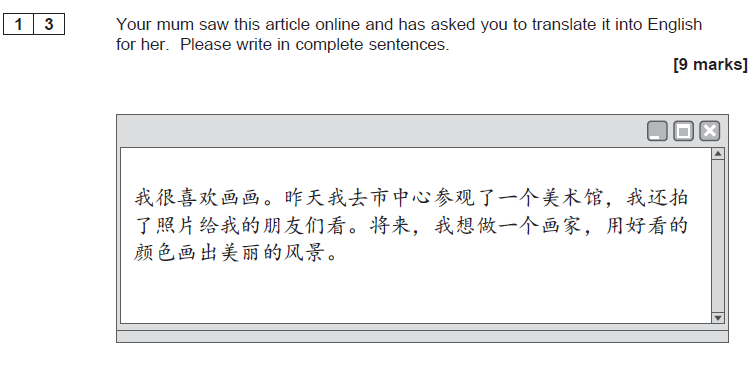 1 3 Your mum saw this article online and has asked you to translate it into English
for her. Please write in complete sentences.
[9 marks]
我很喜欢画画。昨天我去市中心参观了一个美术馆，我还拍
了照片给我的朋友们看。将来，我想做一个画家，用好看的
颜色画出美丽的风景。